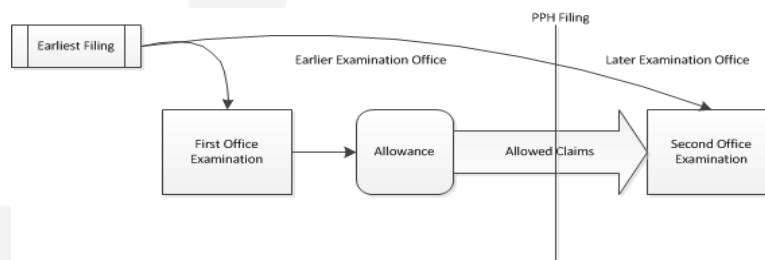 PPH Filing
Earliest Filing
Earlier Examination Office
Later Examination Office
First Office
Examination
Allowance
Allowed Claims
Second Office
Examination